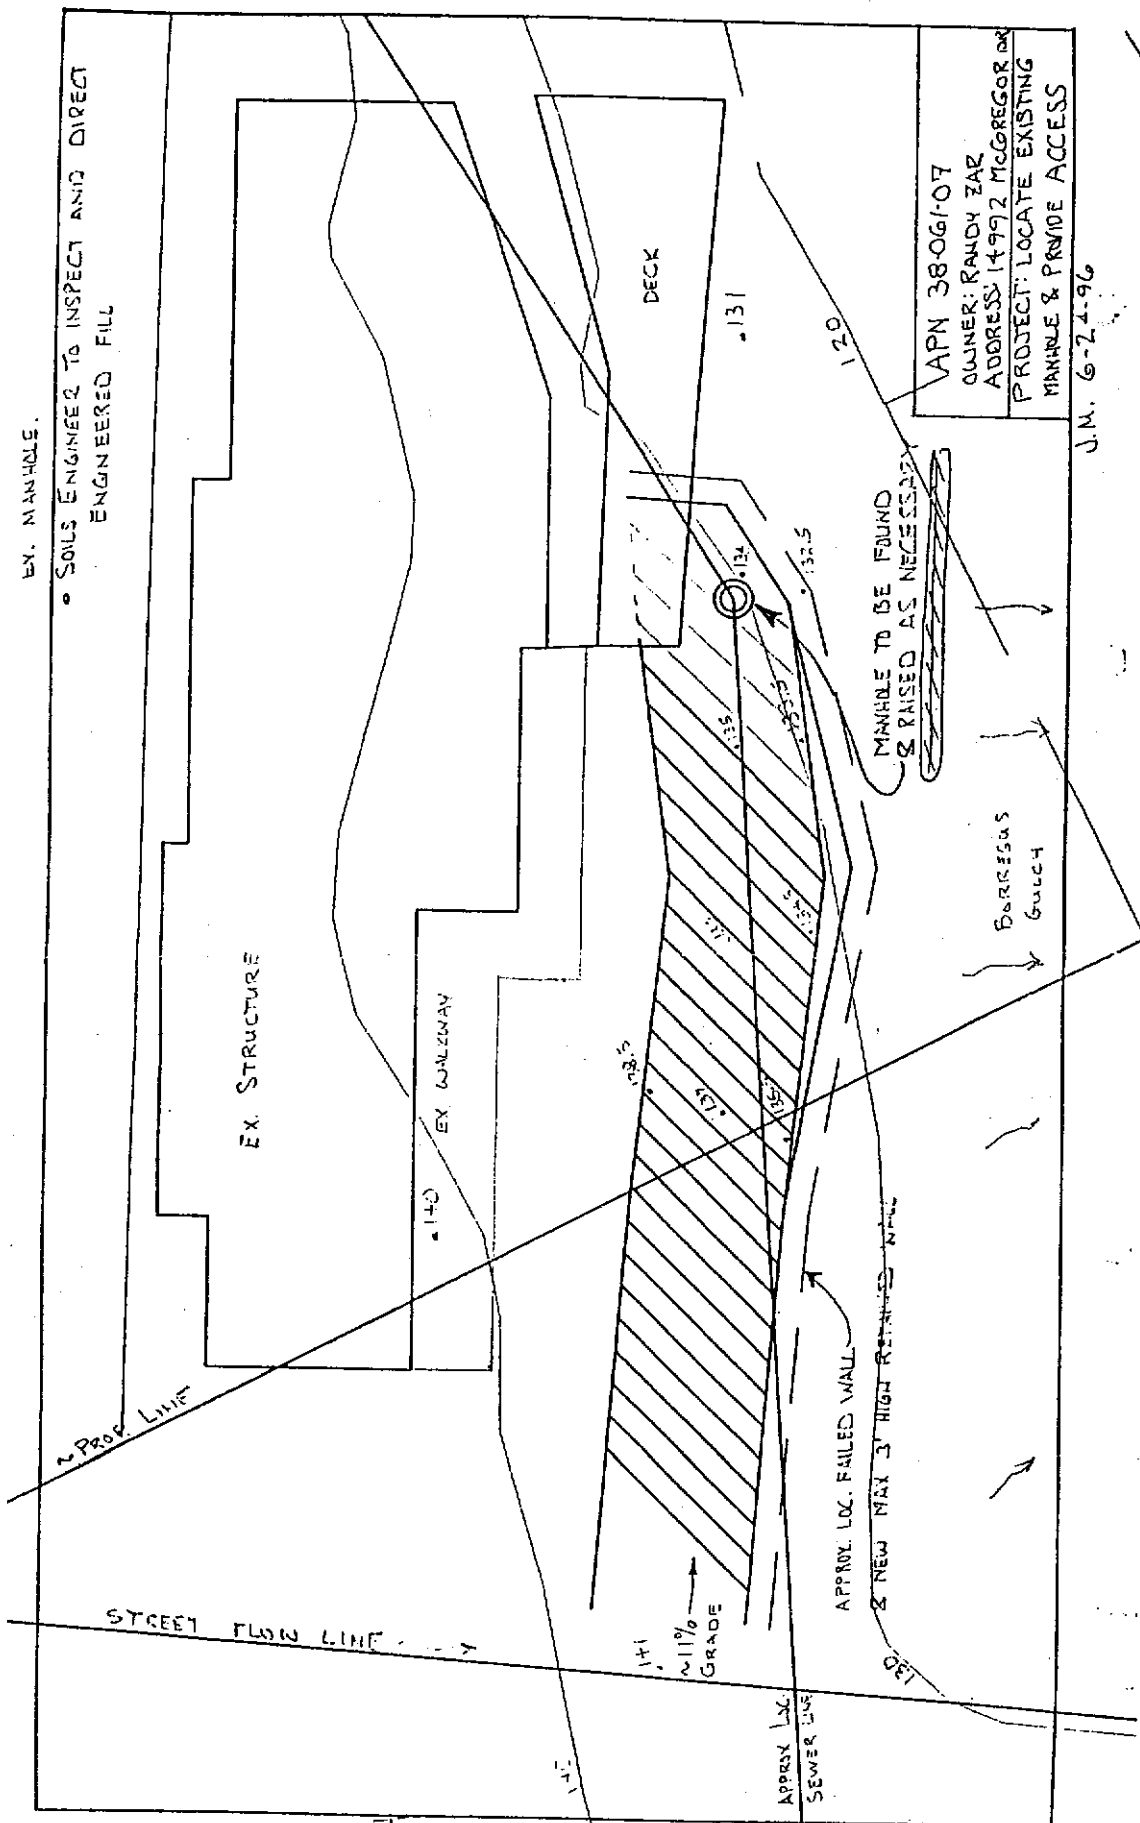 EX. MANHOLE.
• SOILS ENGINEER TO INSPECT AND DIRECT
ENGINEERED FILL
~ PROP. LINE
EX. STRUCTURE
.140
EX. WALKWAY
DECK
.131
STREET FLOW LINE
~11%
GRADE
138.5
.137
.135
.134
.132.5
120
130
APPROX LOC.
SEWER LINE
APPROX. LOC. FAILED WALL
& NEW MAX 3' HIGH RETAINING WALL
MANHOLE TO BE FOUND
& RAISED AS NECESSARY
BORREGUS
GULCH
APN 38-061-07
OWNER: RANDY ZAR
ADDRESS: 14992 McGREGOR DR
PROJECT: LOCATE EXISTING
MANHOLE & PRVIDE ACCESS
J.M. 6-24-96